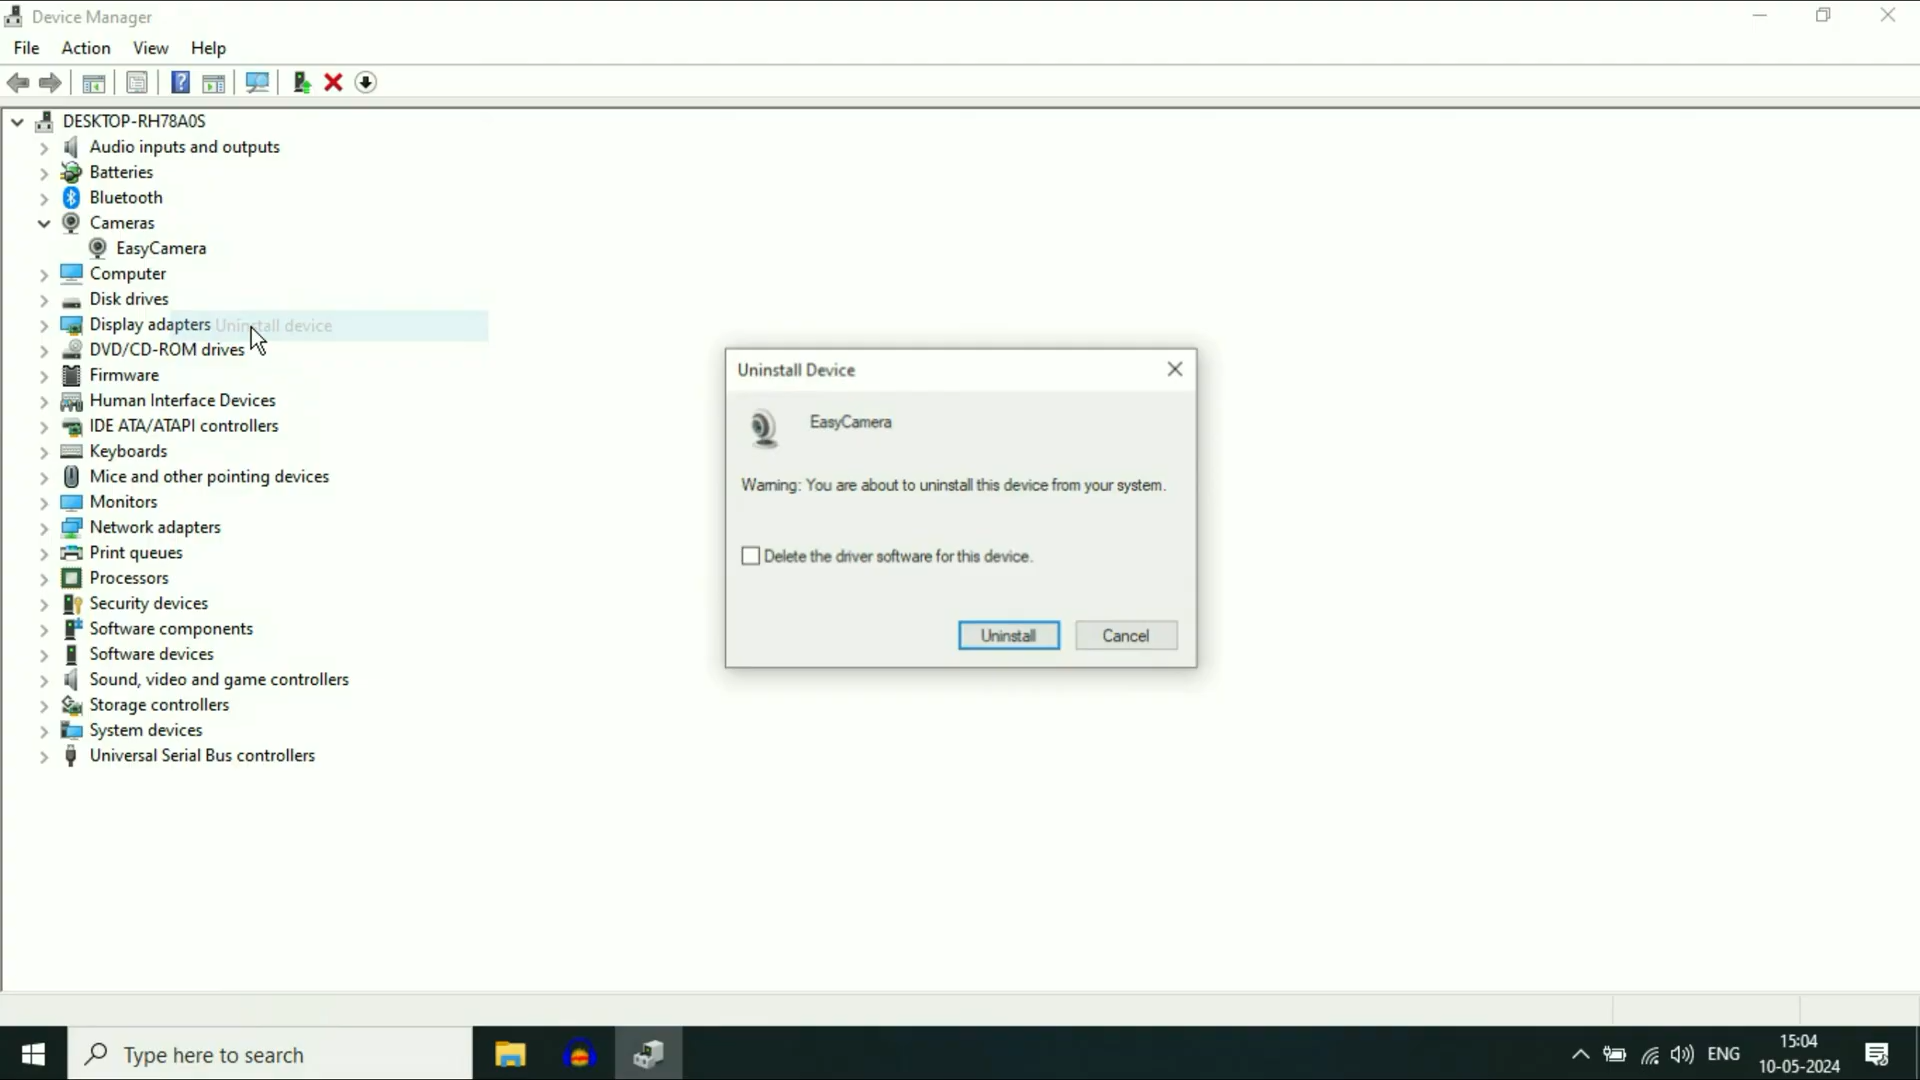 Device Manager
File Action View Help
DESKTOP-RH78A0S
Audio inputs and outputs
Batteries
Bluetooth
Cameras
EasyCamera
Computer
Disk drives
Display adapters
Uninstall device
DVD/CD-ROM drives
Firmware
Human Interface Devices
IDE ATA/ATAPI controllers
Keyboards
Mice and other pointing devices
Monitors
Network adapters
Print queues
Processors
Security devices
Software components
Software devices
Sound, video and game controllers
Storage controllers
System devices
Universal Serial Bus controllers
Uninstall Device
EasyCamera
Warning: You are about to uninstall this device from your system.
Delete the driver software for this device.
Uninstall Cancel
Type here to search
ENG
15:04
10-05-2024